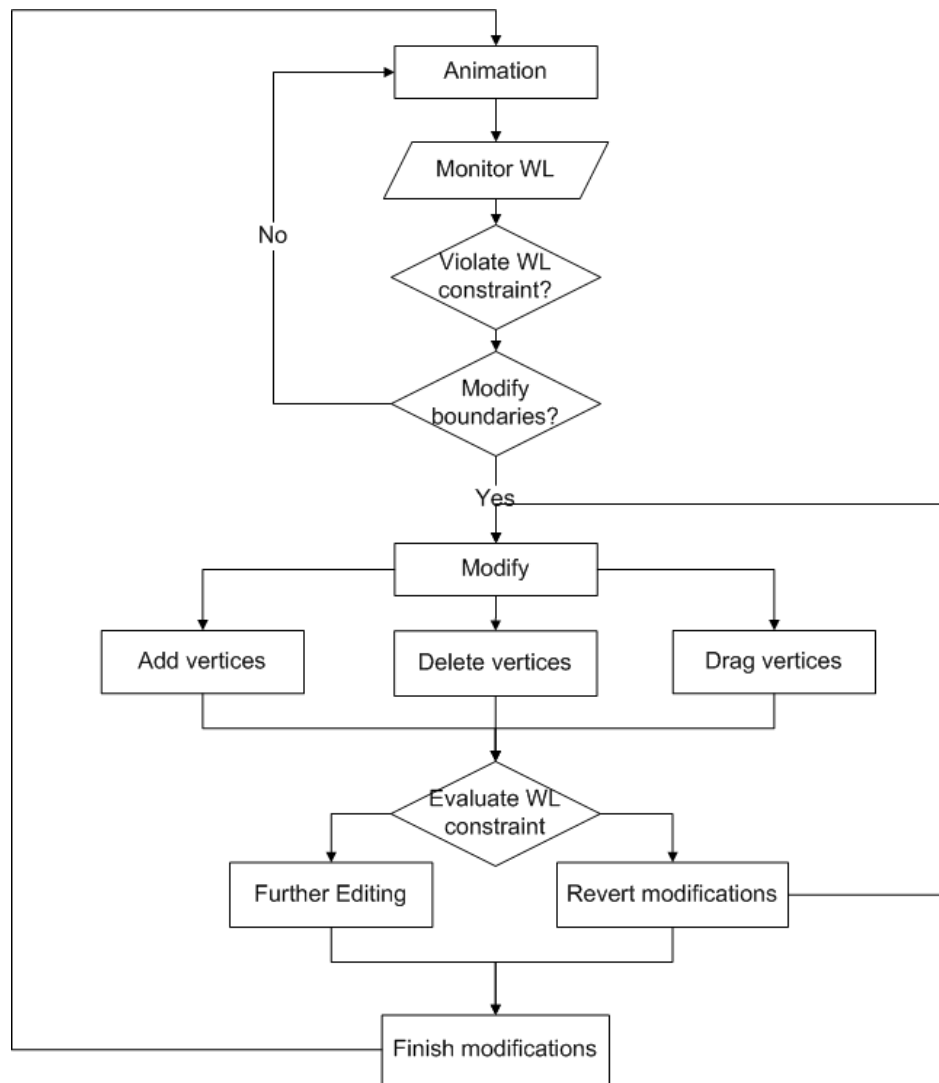 Animation
Monitor WL
No
Violate WL
constraint?
Modify
boundaries?
Yes
Modify
Add vertices
Delete vertices
Drag vertices
Evaluate WL
constraint
Further Editing
Revert modifications
Finish modifications